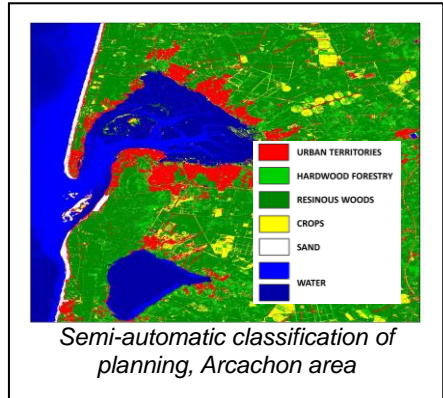 URBAN TERRITORIES
HARDWOOD FORESTRY
RESINOUS WOODS
CROPS
SAND
WATER
Semi-automatic classification of
planning, Arcachon area